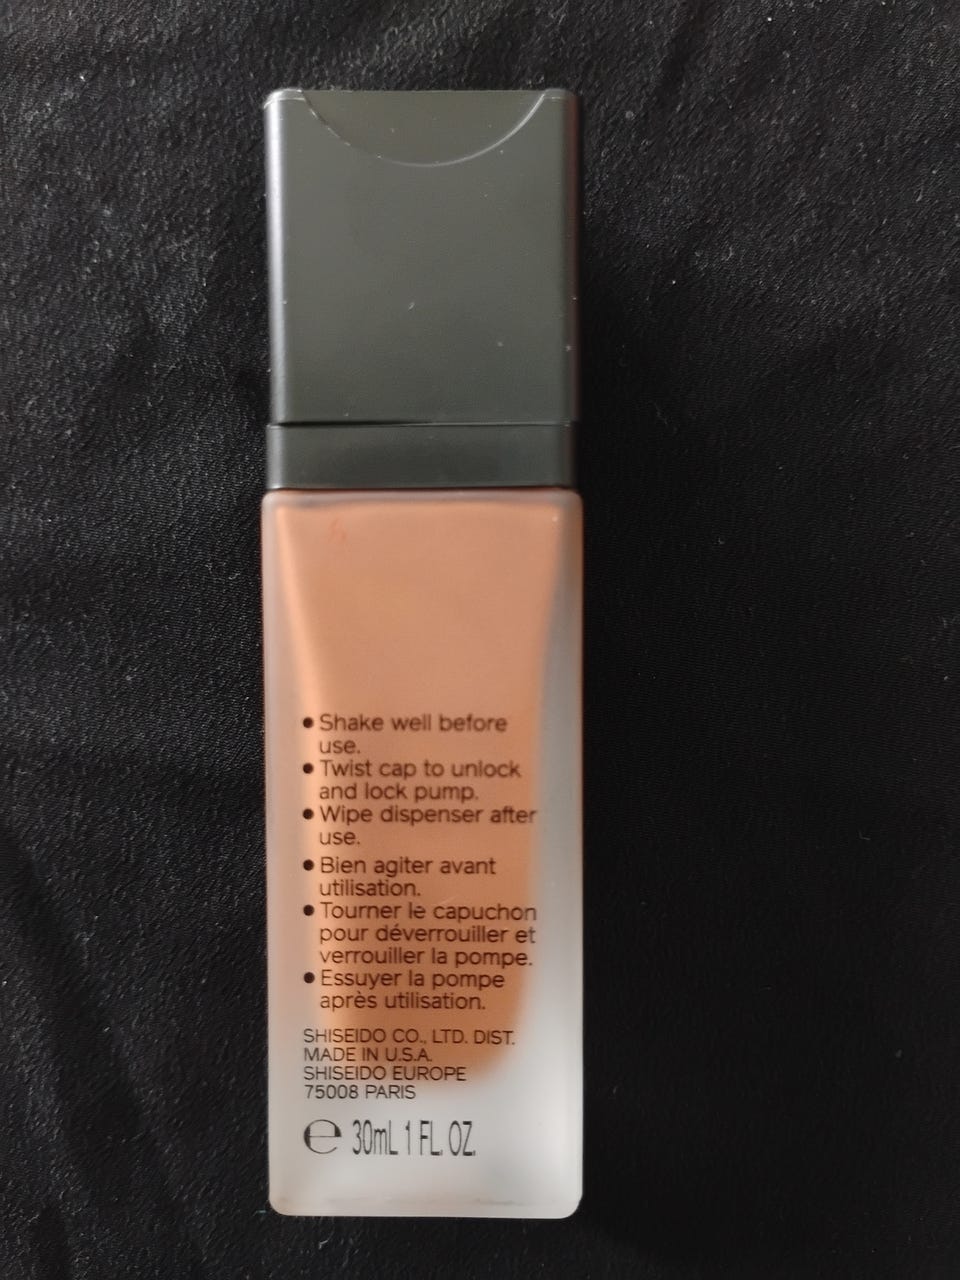 • Shake well before
use.
• Twist cap to unlock
and lock pump.
• Wipe dispenser after
use.
• Bien agiter avant
utilisation.
• Tourner le capuchon
pour déverrouiller et
verrouiller la pompe.
• Essuyer la pompe
après utilisation.
SHISEIDO CO., LTD. DIST.
MADE IN U.S.A.
SHISEIDO EUROPE
75008 PARIS
℮ 30mL 1 FL. OZ.